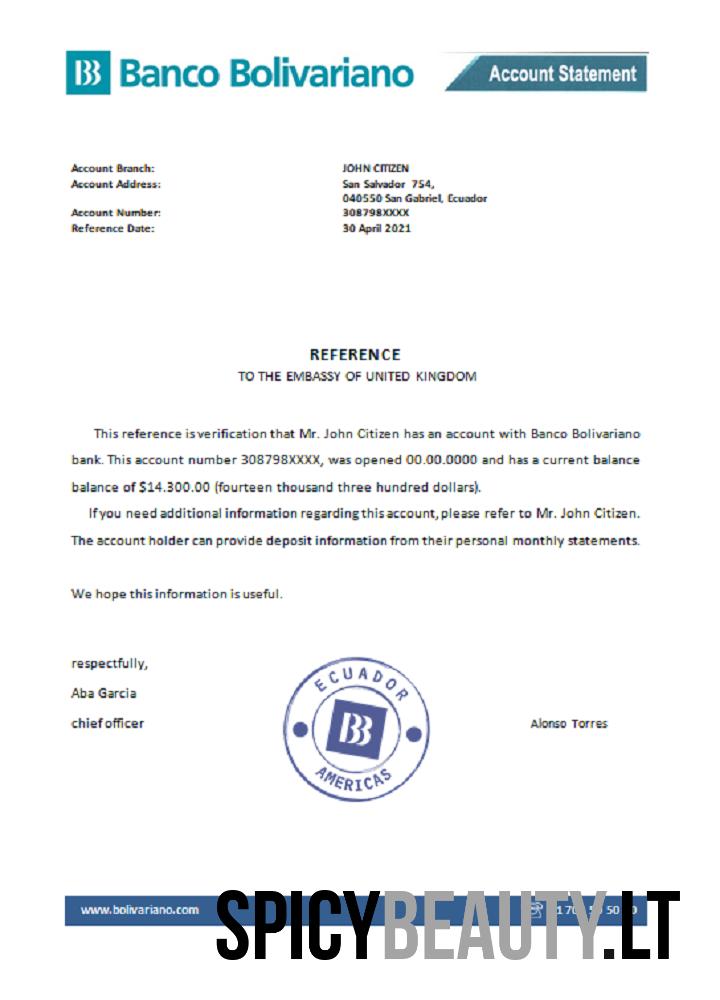 B Banco Bolivariano
Account Statement
Account Branch: JOHN CITIZEN
Account Address: San Salvador 754,
040550 San Gabriel, Ecuador
Account Number: 308798XXXX
Reference Date: 30 April 2021
REFERENCE
TO THE EMBASSY OF UNITED KINGDOM
This reference is verification that Mr. John Citizen has an account with Banco Bolivariano
bank. This account number 308798XXXX, was opened 00.00.0000 and has a current balance
balance of $14.300.00 (fourteen thousand three hundred dollars).
If you need additional information regarding this account, please refer to Mr. John Citizen.
The account holder can provide deposit information from their personal monthly statements.
We hope this information is useful.
respectfully,
Aba Garcia
chief officer
ECUADOR
B
AMERICAS
Alonso Torres
www.bolivariano.com
SPICYBEAUTY.LT